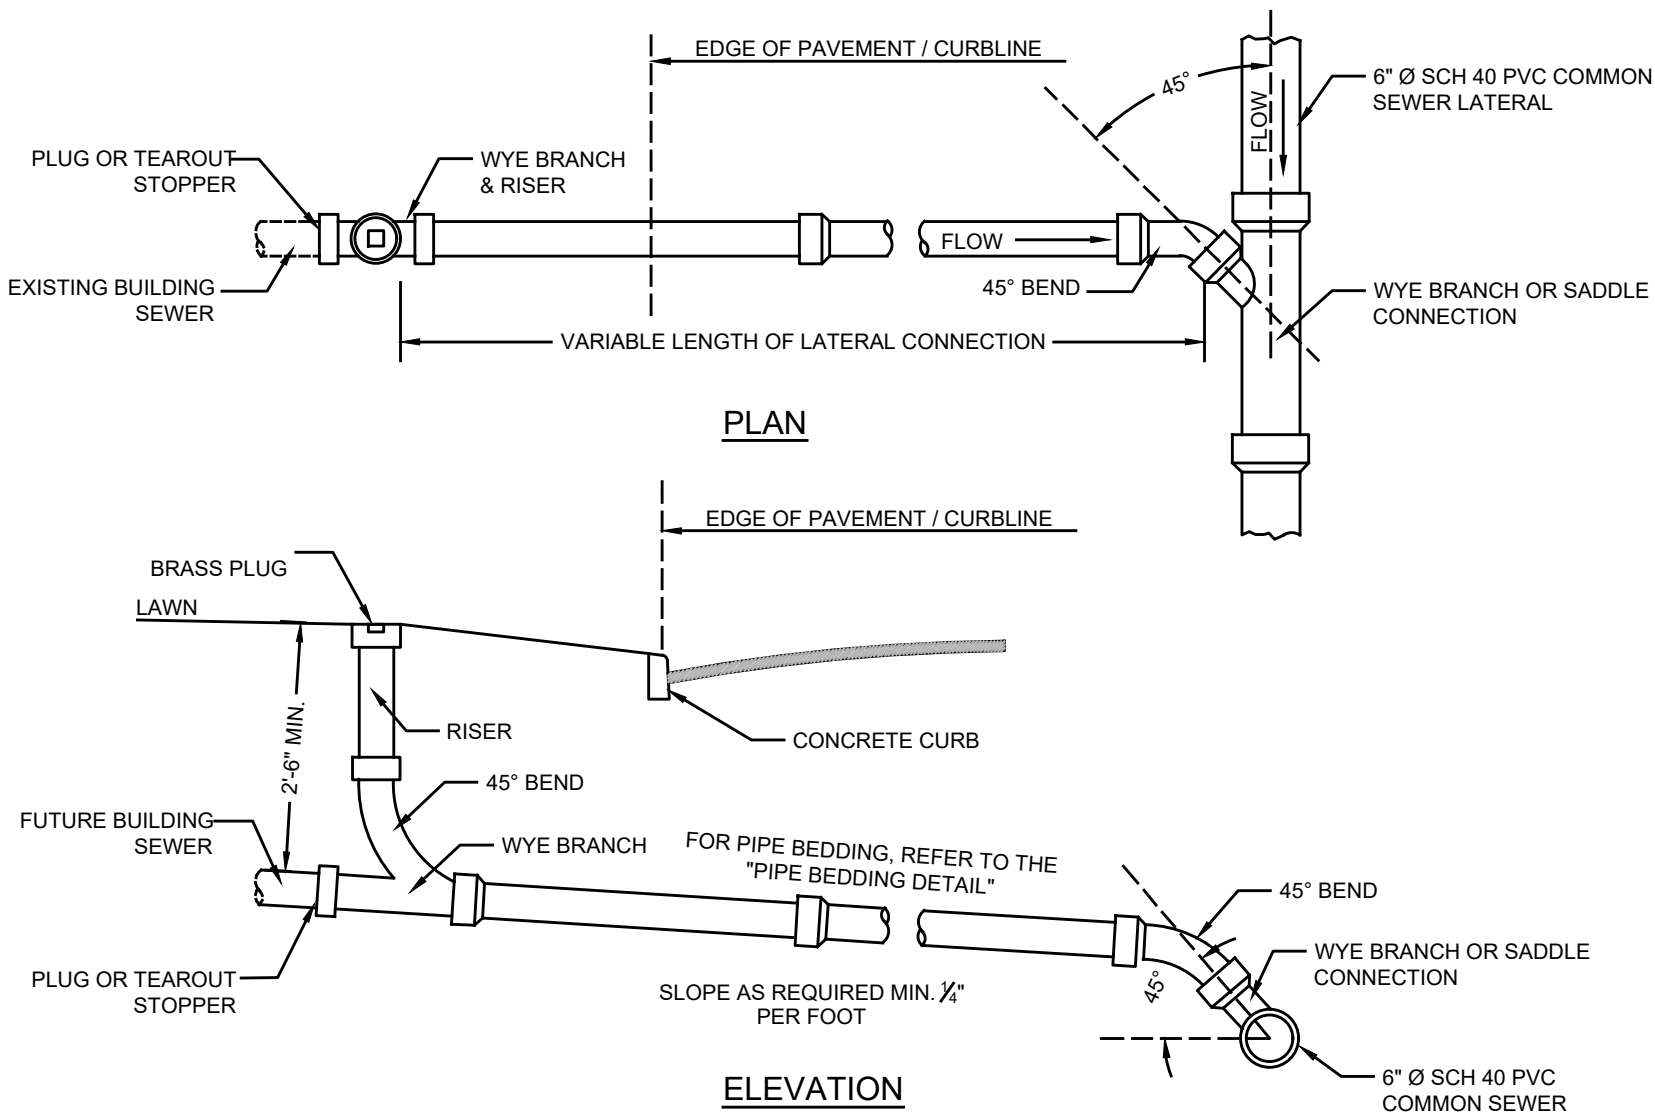 EDGE OF PAVEMENT / CURBLINE
45°
FLOW
6" Ø SCH 40 PVC COMMON
SEWER LATERAL
PLUG OR TEAROUT
STOPPER
WYE BRANCH
& RISER
FLOW
EXISTING BUILDING
SEWER
45° BEND
WYE BRANCH OR SADDLE
CONNECTION
VARIABLE LENGTH OF LATERAL CONNECTION
PLAN
EDGE OF PAVEMENT / CURBLINE
BRASS PLUG
LAWN
2'-6" MIN.
RISER
CONCRETE CURB
45° BEND
FUTURE BUILDING
SEWER
WYE BRANCH
FOR PIPE BEDDING, REFER TO THE
"PIPE BEDDING DETAIL"
45° BEND
WYE BRANCH OR SADDLE
CONNECTION
PLUG OR TEAROUT
STOPPER
45°
SLOPE AS REQUIRED MIN. 1/4"
PER FOOT
6" Ø SCH 40 PVC
COMMON SEWER
ELEVATION